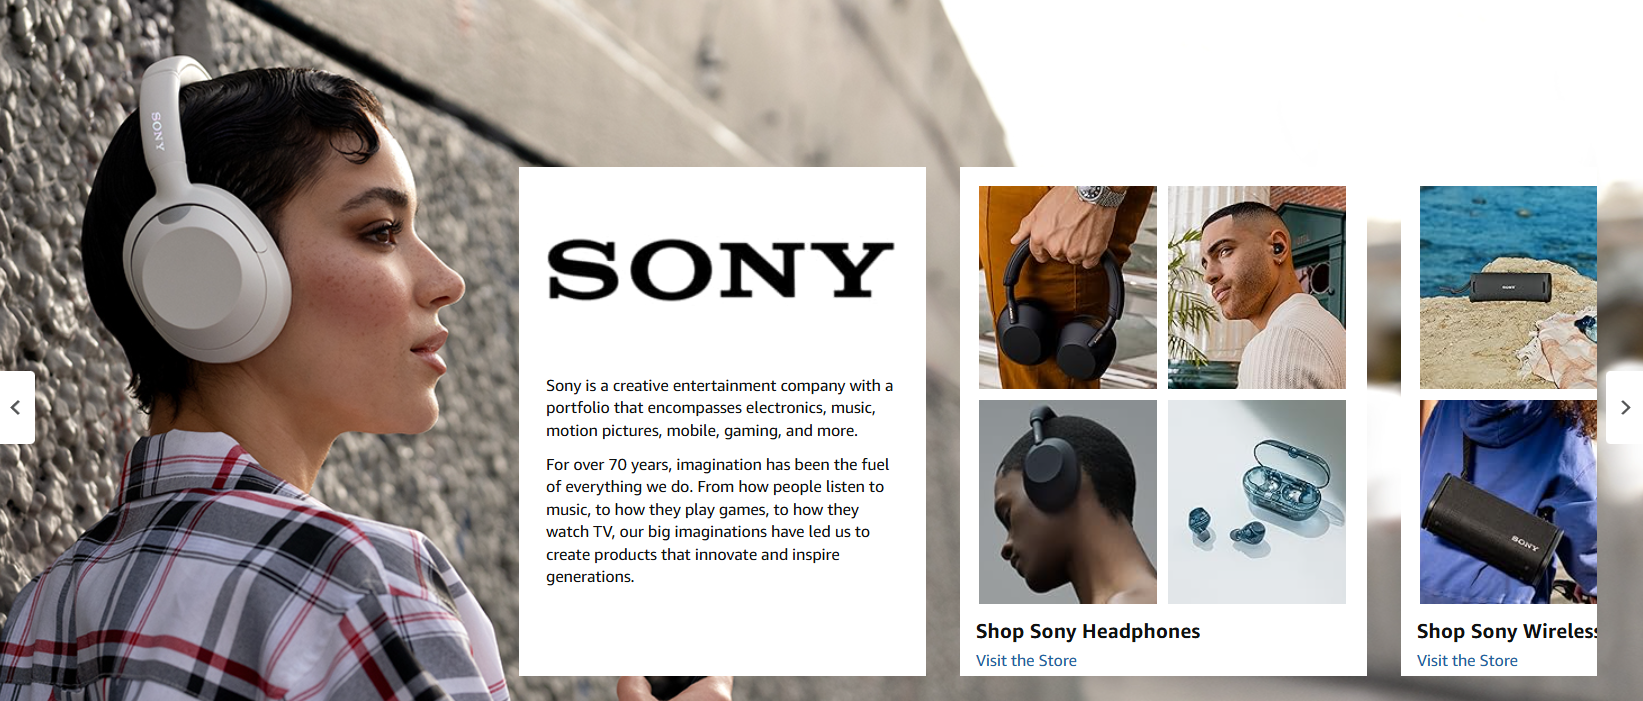 SONY
SONY
Sony is a creative entertainment company with a
portfolio that encompasses electronics, music,
motion pictures, mobile, gaming, and more.
For over 70 years, imagination has been the fuel
of everything we do. From how people listen to
music, to how they play games, to how they
watch TV, our big imaginations have led us to
create products that innovate and inspire
generations.
Shop Sony Headphones
Visit the Store
SONY
SONY
Shop Sony Wireless
Visit the Store